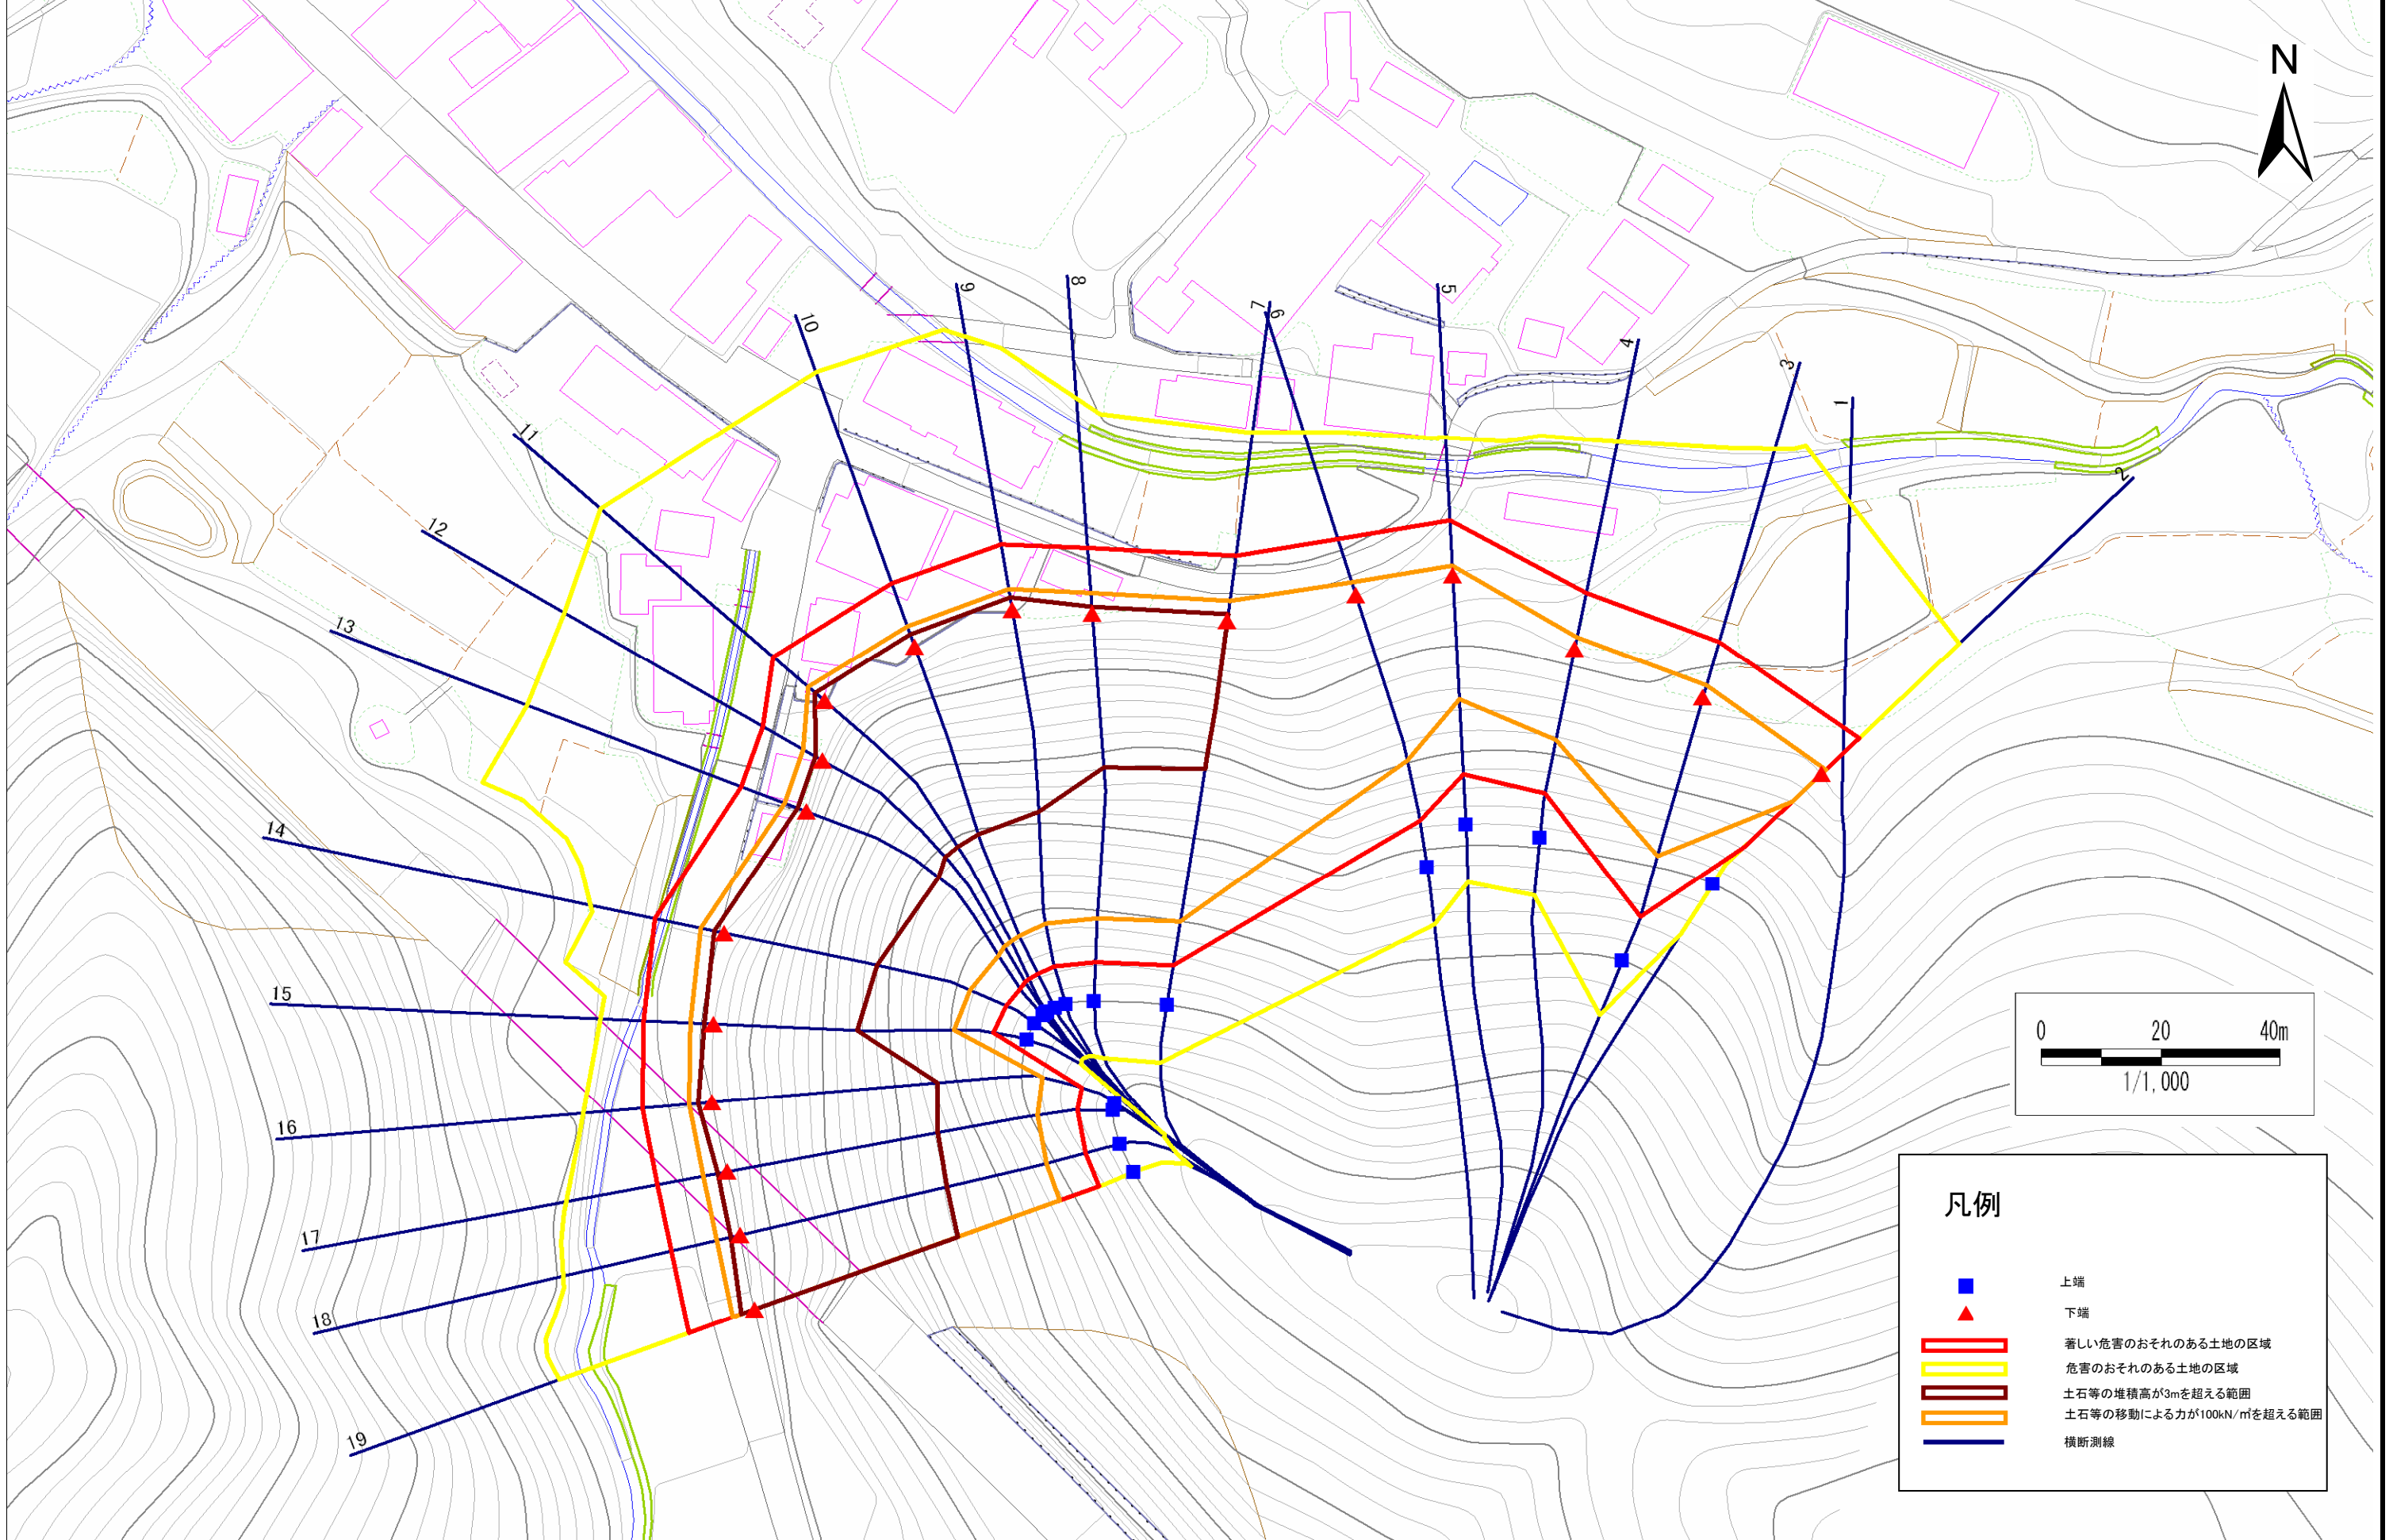 N
10
9
8
7
6
5
4
3
1
2
11
12
13
14
15
16
17
18
19
0 20 40m
1/1,000
凡例
上端
下端
著しい危害のおそれのある土地の区域
危害のおそれのある土地の区域
土石等の堆積高が3mを超える範囲
土石等の移動による力が100kN/㎡を超える範囲
横断測線